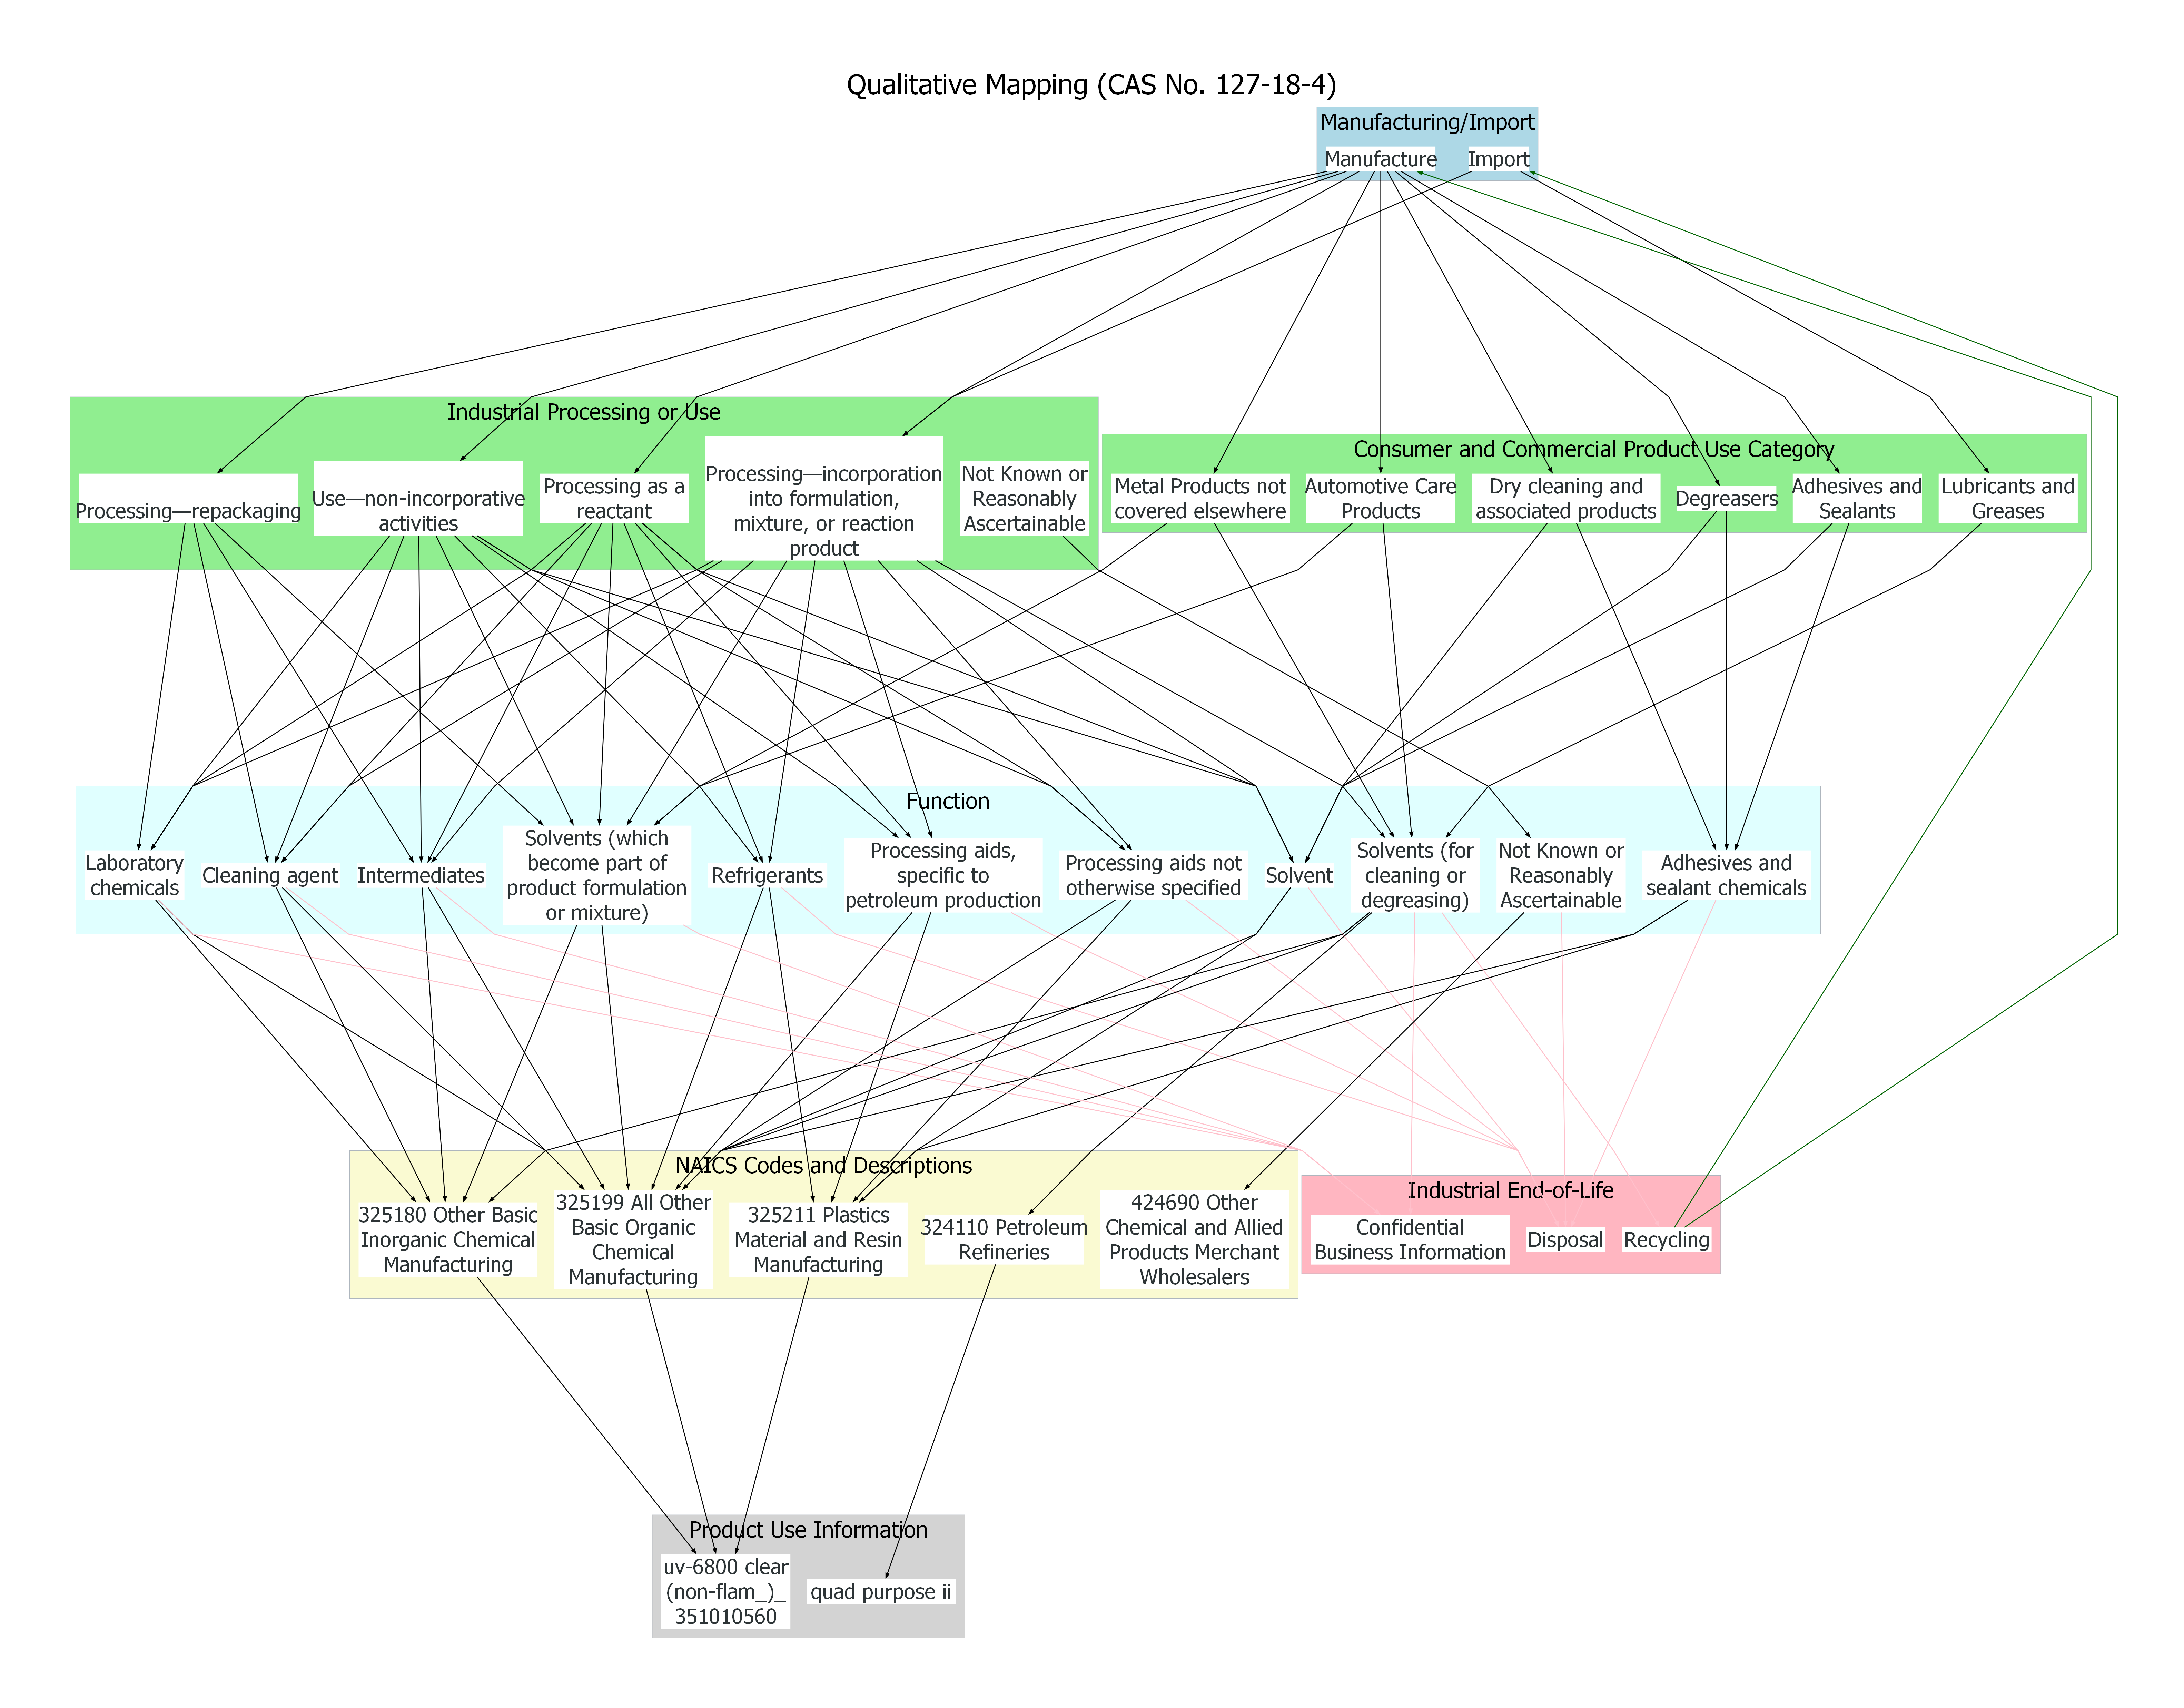 Qualitative Mapping (CAS No. 127-18-4)
Manufacturing/Import
Manufacture
Import
Industrial Processing or Use
Processing—repackaging
Use—non-incorporative
activities
Processing as a
reactant
Processing—incorporation
into formulation,
mixture, or reaction
product
Not Known or
Reasonably
Ascertainable
Consumer and Commercial Product Use Category
Metal Products not
covered elsewhere
Automotive Care
Products
Dry cleaning and
associated products
Degreasers
Adhesives and
Sealants
Lubricants and
Greases
Function
Laboratory
chemicals
Cleaning agent
Intermediates
Solvents (which
become part of
product formulation
or mixture)
Refrigerants
Processing aids,
specific to
petroleum production
Processing aids not
otherwise specified
Solvent
Solvents (for
cleaning or
degreasing)
Not Known or
Reasonably
Ascertainable
Adhesives and
sealant chemicals
NAICS Codes and Descriptions
325180 Other Basic
Inorganic Chemical
Manufacturing
325199 All Other
Basic Organic
Chemical
Manufacturing
325211 Plastics
Material and Resin
Manufacturing
324110 Petroleum
Refineries
424690 Other
Chemical and Allied
Products Merchant
Wholesalers
Industrial End-of-Life
Confidential
Business Information
Disposal
Recycling
Product Use Information
uv-6800 clear
(non-flam_)_
351010560
quad purpose ii